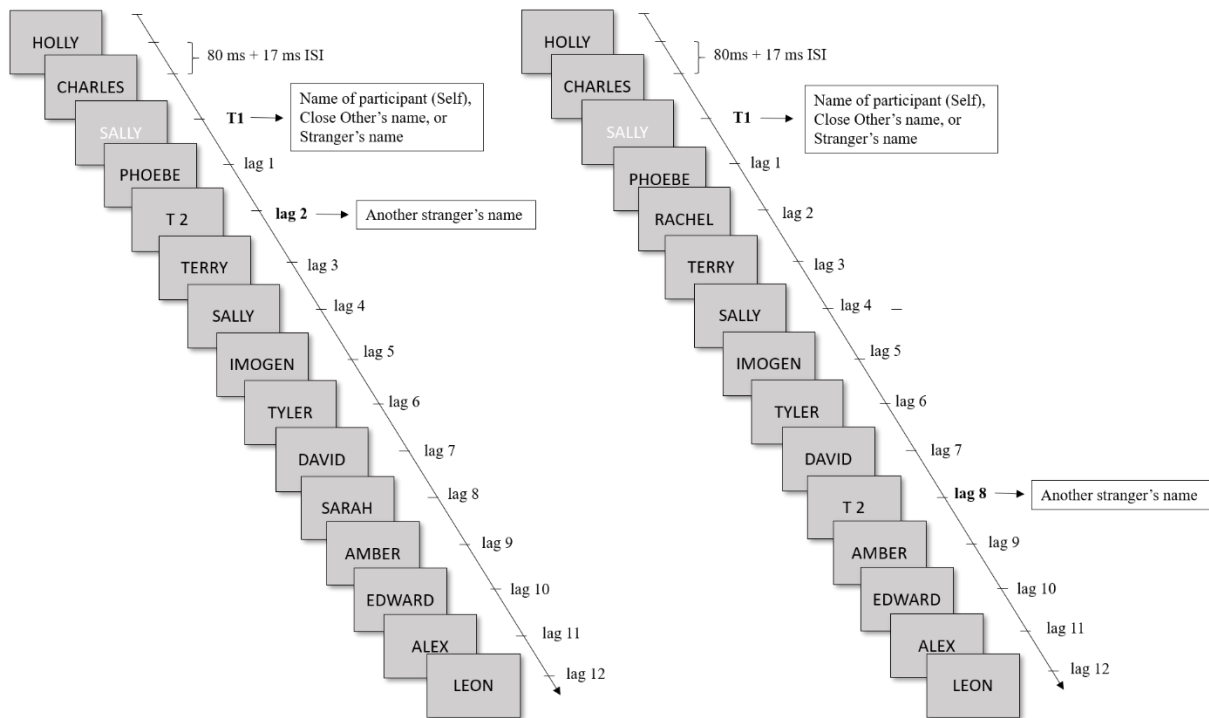 HOLLY
CHARLES
SALLY
PHOEBE
T 2
TERRY
SALLY
IMOGEN
TYLER
DAVID
SARAH
AMBER
EDWARD
ALEX
LEON
80 ms + 17 ms ISI
T1
Name of participant (Self),
Close Other's name, or
Stranger's name
lag 1
lag 2
Another stranger's name
lag 3
lag 4
lag 5
lag 6
lag 7
lag 8
lag 9
lag 10
lag 11
lag 12
HOLLY
CHARLES
SALLY
PHOEBE
RACHEL
TERRY
SALLY
IMOGEN
TYLER
DAVID
T 2
AMBER
EDWARD
ALEX
LEON
80ms + 17 ms ISI
T1
Name of participant (Self),
Close Other's name, or
Stranger's name
lag 1
lag 2
lag 3
lag 4
lag 5
lag 6
lag 7
lag 8
Another stranger's name
lag 9
lag 10
lag 11
lag 12